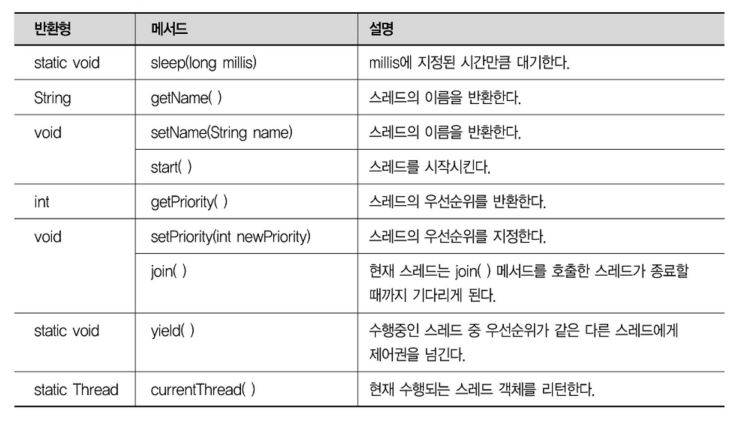 반환형 메서드 설명
static void sleep(long millis) millis에 지정된 시간만큼 대기한다.
String getName( ) 스레드의 이름을 반환한다.
void setName(String name) 스레드의 이름을 반환한다.
start( ) 스레드를 시작시킨다.
int getPriority( ) 스레드의 우선순위를 반환한다.
void setPriority(int newPriority) 스레드의 우선순위를 지정한다.
join( ) 현재 스레드는 join( ) 메서드를 호출한 스레드가 종료할
때까지 기다리게 된다.
static void yield( ) 수행중인 스레드 중 우선순위가 같은 다른 스레드에게
제어권을 넘긴다.
static Thread currentThread( ) 현재 수행되는 스레드 객체를 리턴한다.